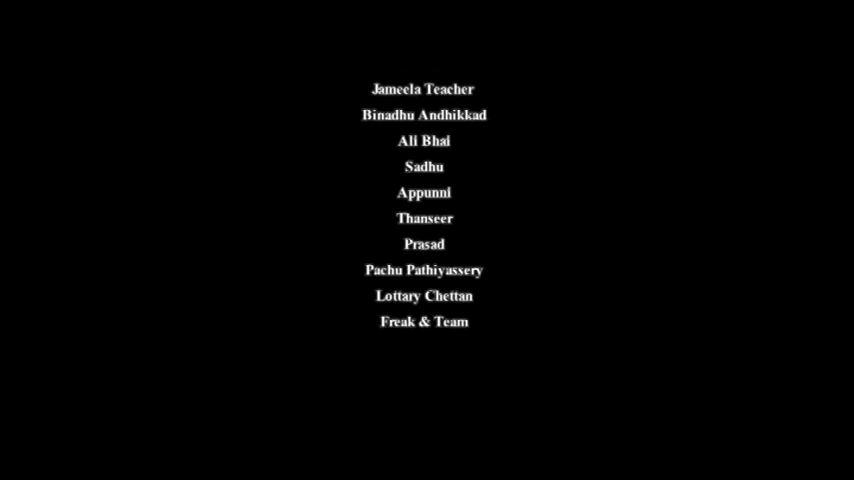 Jameela Teacher
Binadhu Andhikkad
Ali Bhai
Sadhu
Appunni
Thanseer
Prasad
Pachu Pathiyassery
Lottary Chettan
Freak & Team